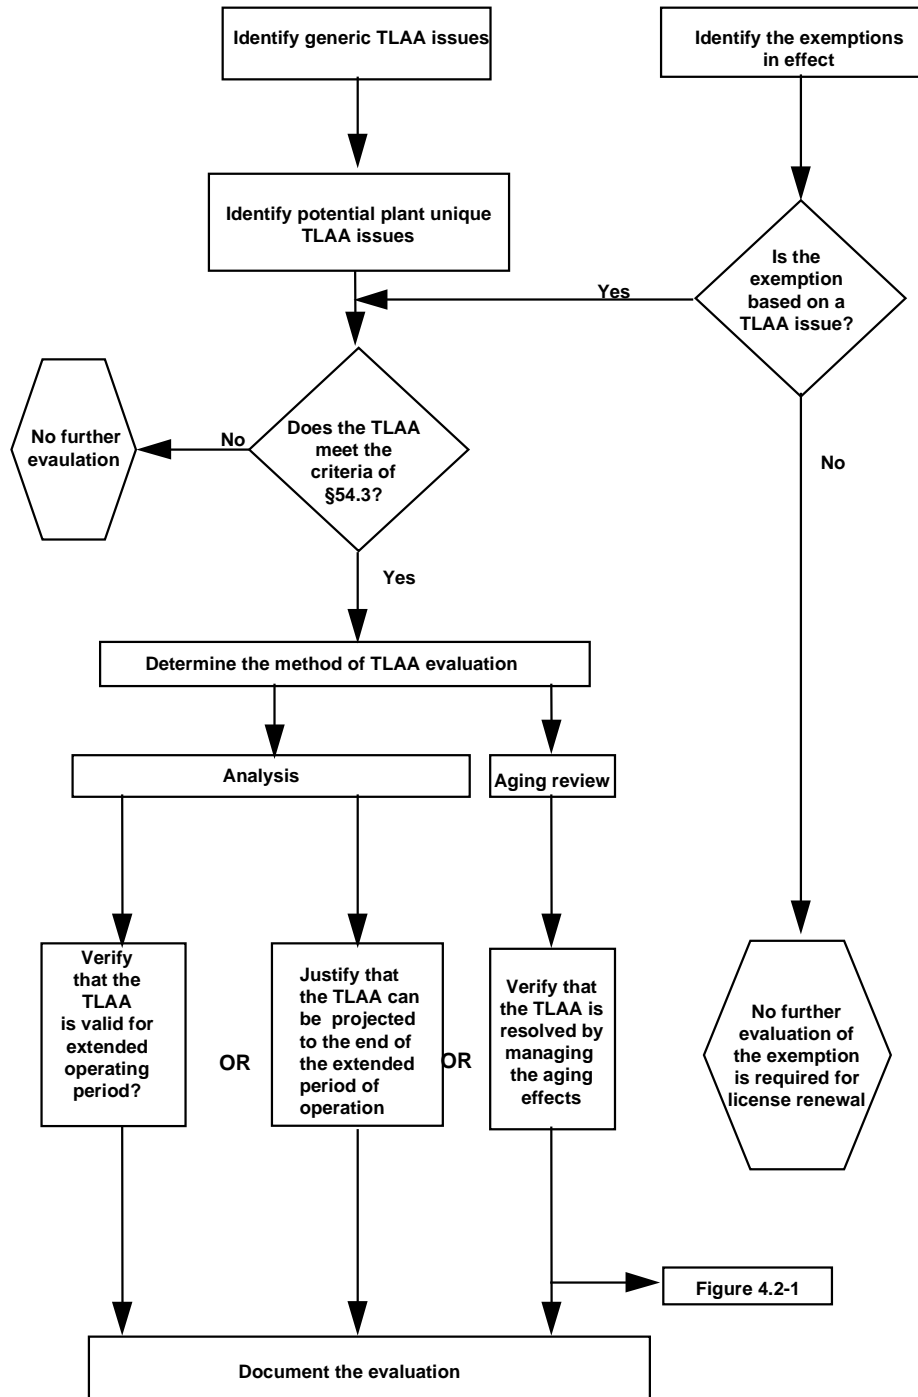 Identify generic TLAA issues
Identify the exemptions
in effect
Identify potential plant unique
TLAA issues
Is the
exemption
based on a
TLAA issue?
Yes
No further
evaulation
No
Does the TLAA
meet the
criteria of
§54.3?
No
Yes
Determine the method of TLAA evaluation
Analysis
Aging review
Verify
that the
TLAA
is valid for
extended
operating
period?
OR
Justify that
the TLAA can
be projected
to the end of
the extended
period of
operation
OR
Verify that
the TLAA is
resolved by
managing
the aging
effects
No further
evaluation of
the exemption
is required for
license renewal
Figure 4.2-1
Document the evaluation